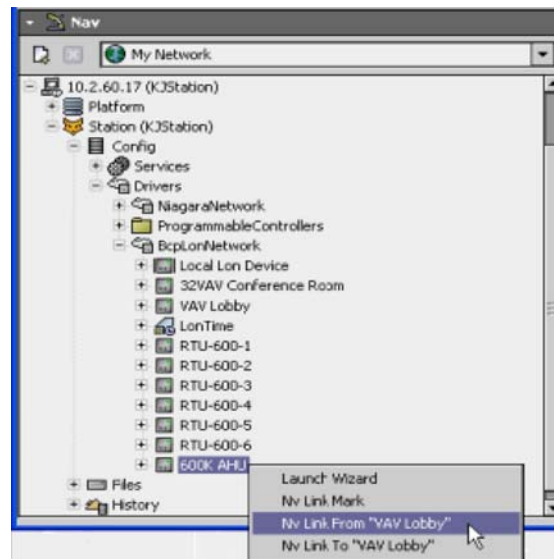 Nav
My Network
10.2.60.17 (KJStation)
Platform
Station (KJStation)
Config
Services
Drivers
NiagaraNetwork
ProgrammableControllers
BcpLonNetwork
Local Lon Device
32VAV Conference Room
VAV Lobby
LonTime
RTU-600-1
RTU-600-2
RTU-600-3
RTU-600-4
RTU-600-5
RTU-600-6
600K AHU
Launch Wizard
Files
Nv Link Mark
History
Nv Link From "VAV Lobby"
Nv Link To "VAV Lobby"